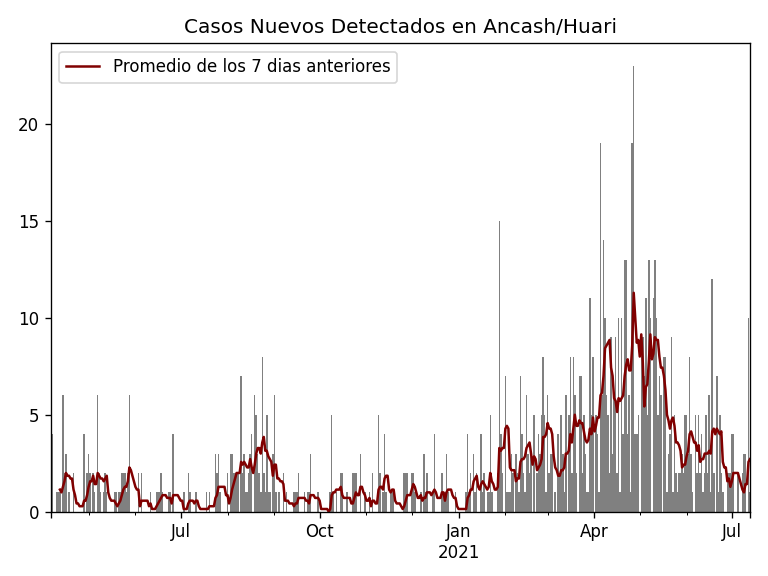 Casos Nuevos Detectados en Ancash/Huari
Promedio de los 7 dias anteriores
20
15
10
5
0
Jul
Oct
Jan
2021
Apr
Jul